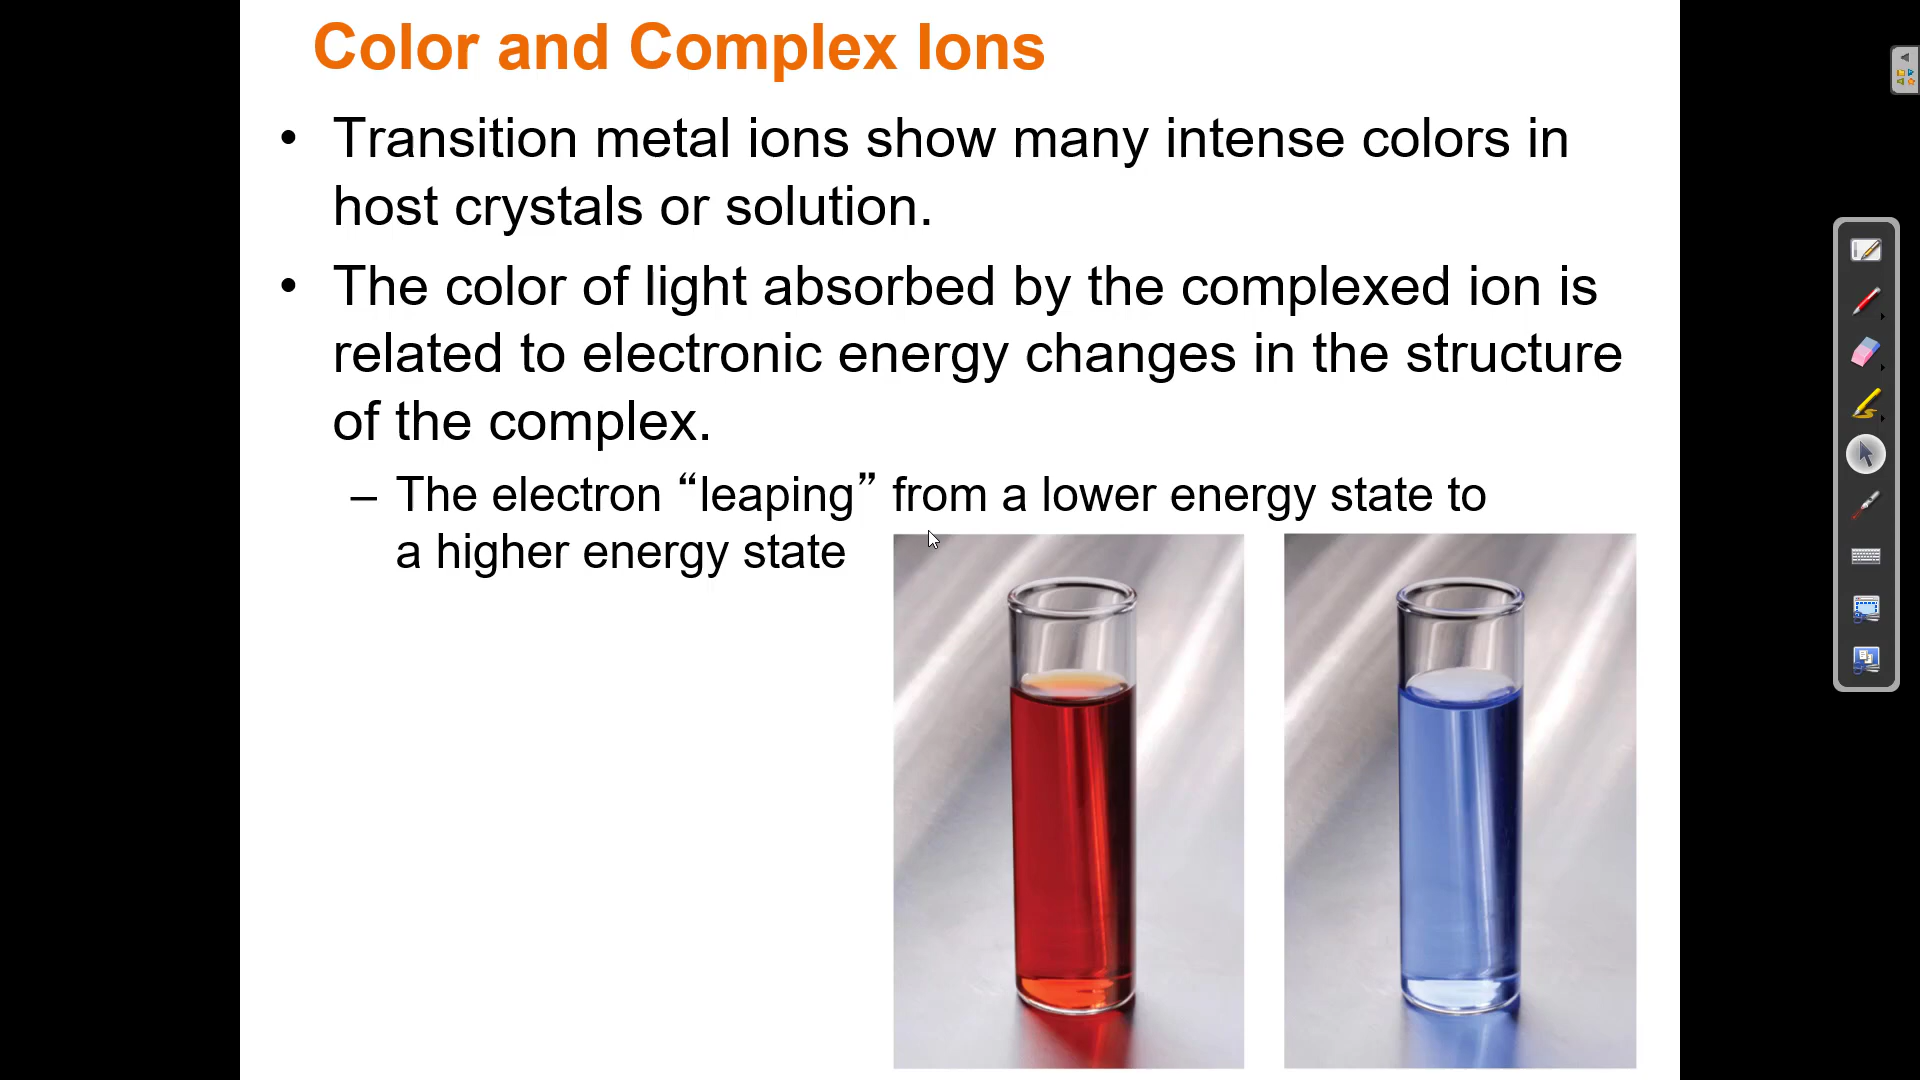 Color and Complex Ions
• Transition metal ions show many intense colors in
host crystals or solution.
• The color of light absorbed by the complexed ion is
related to electronic energy changes in the structure
of the complex.
– The electron “leaping” from a lower energy state to
a higher energy state